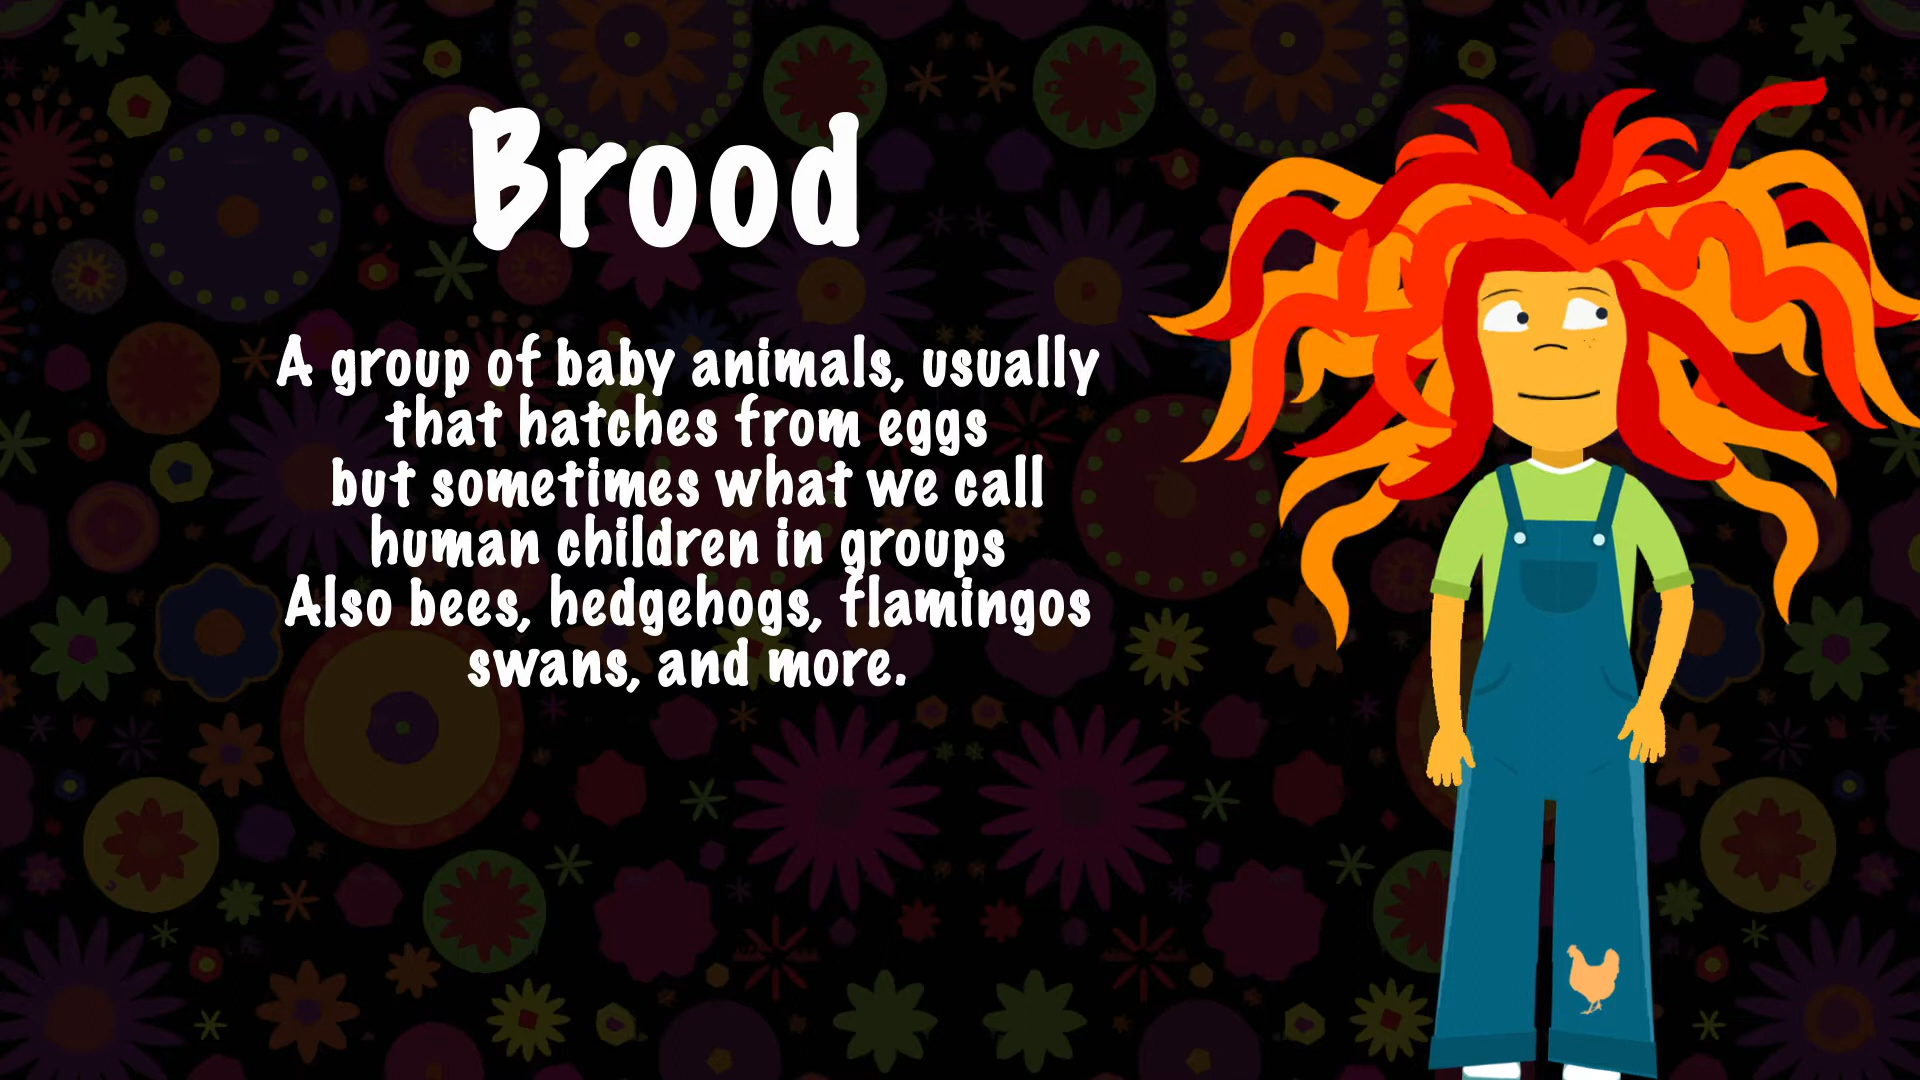 Brood
A group of baby animals, usually
that hatches from eggs
but sometimes what we call
human children in groups
Also bees, hedgehogs, flamingos
swans, and more.